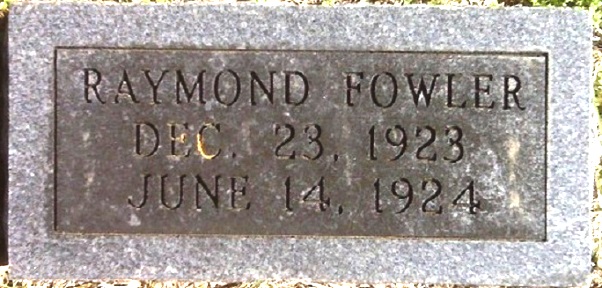 RAYMOND FOWLER
DEC. 23, 1923
JUNE 14, 1924